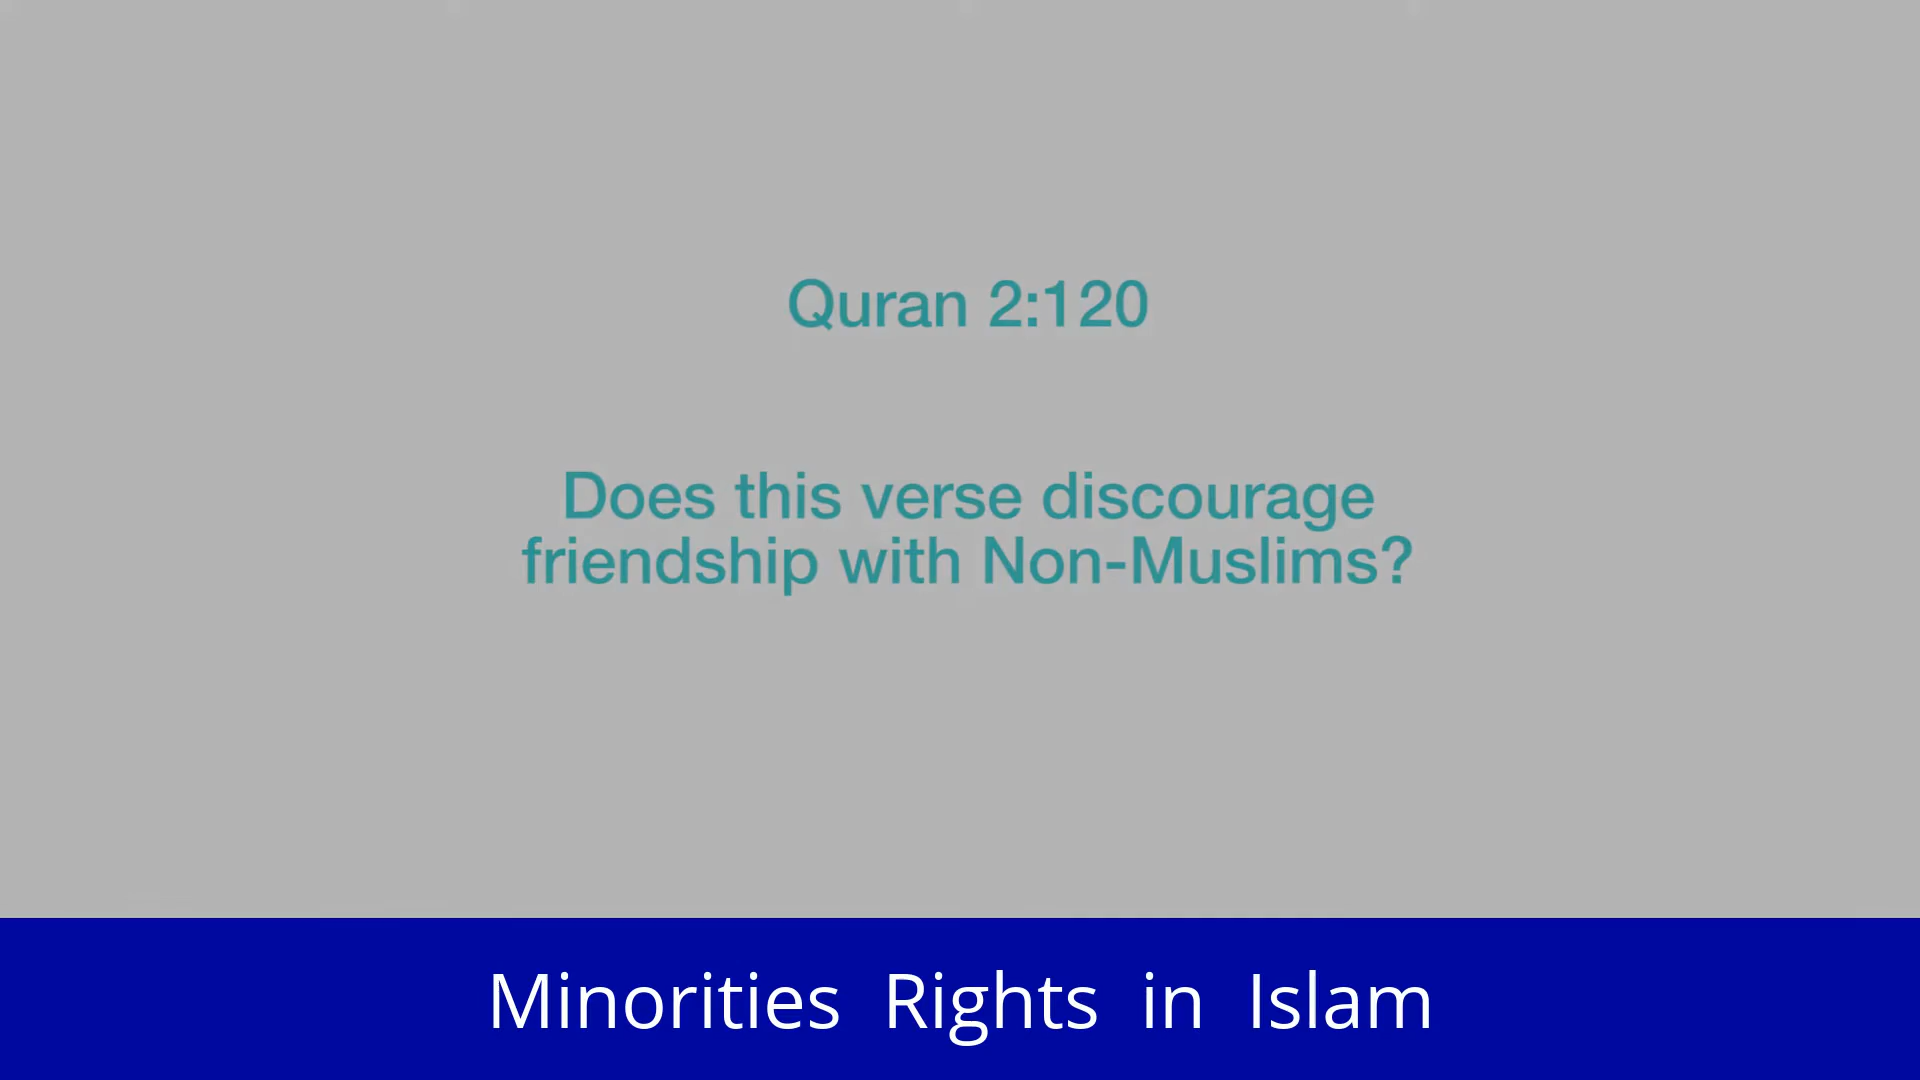 Quran 2:120
Does this verse discourage
friendship with Non-Muslims?
Minorities Rights in Islam